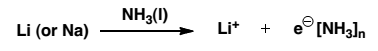 Li (or Na) NH₃(l) → Li⁺ + e⊖[NH₃]ₙ